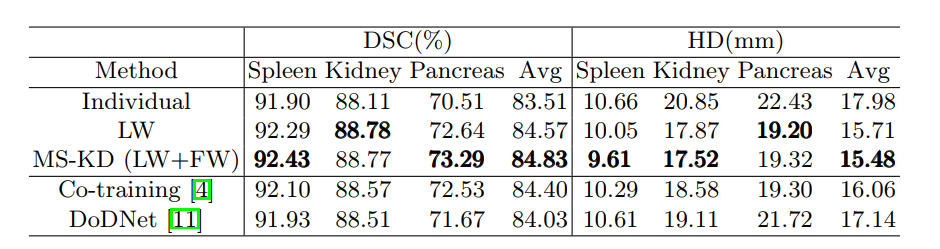 DSC(%) HD(mm)
Method Spleen Kidney Pancreas Avg Spleen Kidney Pancreas Avg
Individual 91.90 88.11 70.51 83.51 10.66 20.85 22.43 17.98
LW 92.29 88.78 72.64 84.57 10.05 17.87 19.20 15.71
MS-KD (LW+FW) 92.43 88.77 73.29 84.83 9.61 17.52 19.32 15.48
Co-training [4] 92.10 88.57 72.53 84.40 10.29 18.58 19.30 16.06
DoDNet [11] 91.93 88.51 71.67 84.03 10.61 19.11 21.72 17.14